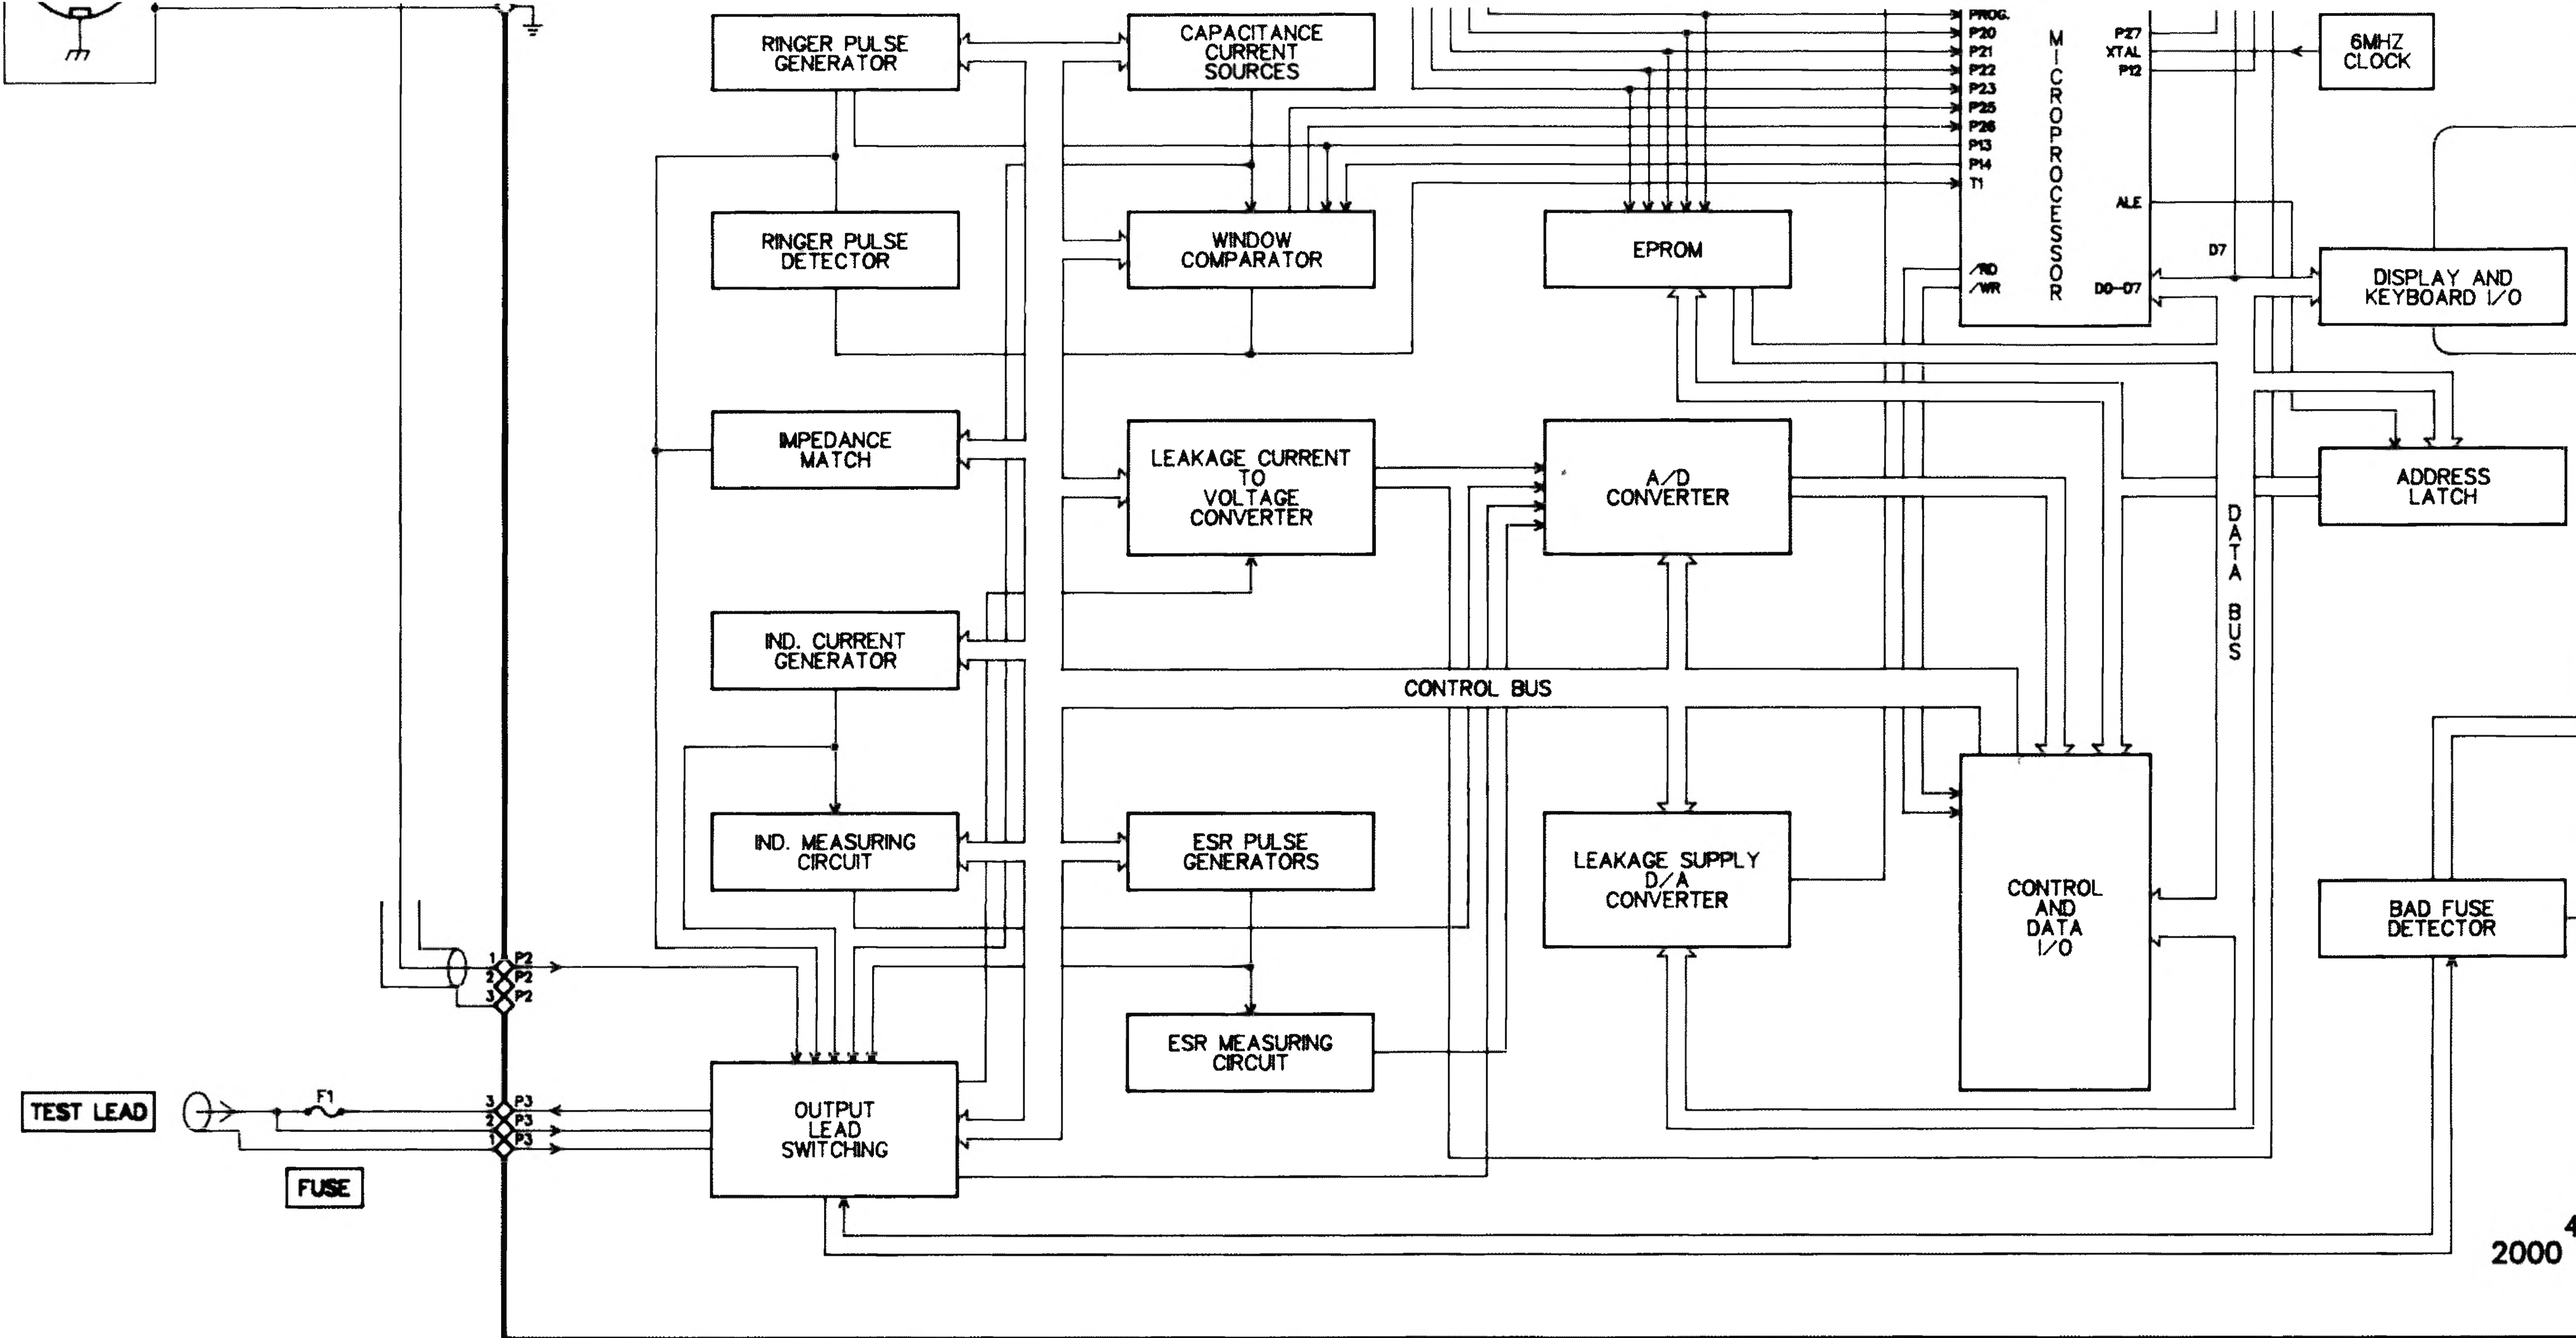 RINGER PULSE
GENERATOR
CAPACITANCE
CURRENT
SOURCES
PROG.
P20
P21
P22
P23
P25
P26
P13
P14
T1
/RD
/WR
MICROPROCESSOR
P27
XTAL
P12
ALE
D0-D7
D7
6MHZ
CLOCK
RINGER PULSE
DETECTOR
WINDOW
COMPARATOR
EPROM
DISPLAY AND
KEYBOARD I/O
IMPEDANCE
MATCH
LEAKAGE CURRENT
TO
VOLTAGE
CONVERTER
A/D
CONVERTER
ADDRESS
LATCH
DATA BUS
IND. CURRENT
GENERATOR
CONTROL BUS
IND. MEASURING
CIRCUIT
ESR PULSE
GENERATORS
LEAKAGE SUPPLY
D/A
CONVERTER
CONTROL
AND
DATA
I/O
BAD FUSE
DETECTOR
1 P2
2 P2
3 P2
ESR MEASURING
CIRCUIT
TEST LEAD
F1
3 P3
2 P3
1 P3
OUTPUT
LEAD
SWITCHING
FUSE
4
2000